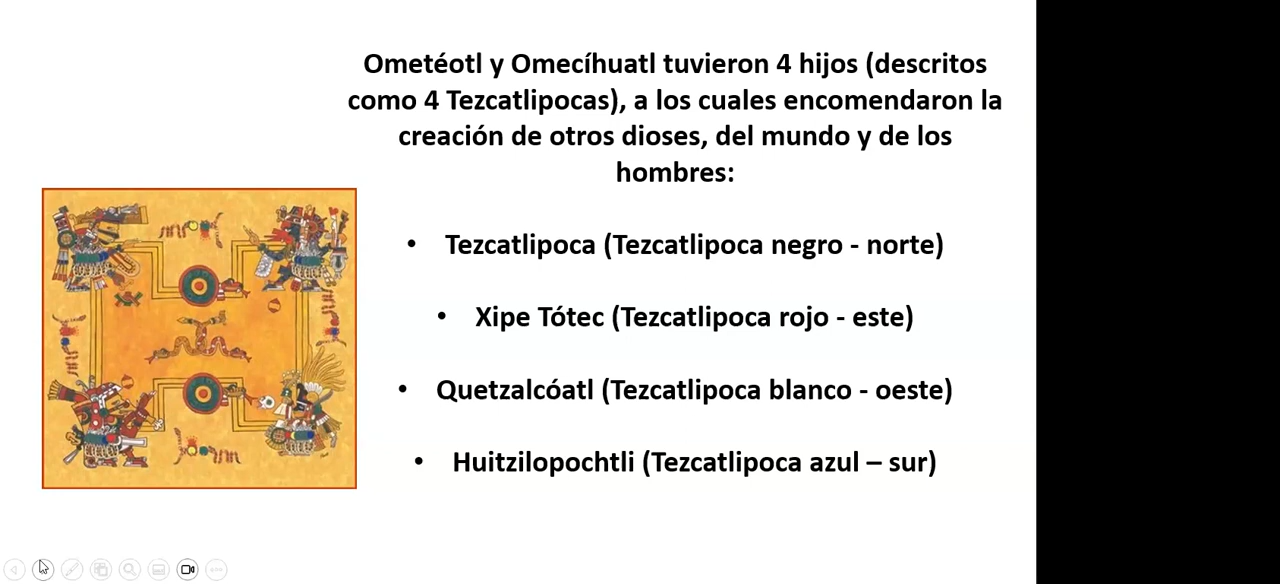 Ometéotl y Omecíhuatl tuvieron 4 hijos (descritos
como 4 Tezcatlipocas), a los cuales encomendaron la
creación de otros dioses, del mundo y de los
hombres:
• Tezcatlipoca (Tezcatlipoca negro - norte)
• Xipe Tótec (Tezcatlipoca rojo - este)
• Quetzalcóatl (Tezcatlipoca blanco - oeste)
• Huitzilopochtli (Tezcatlipoca azul – sur)